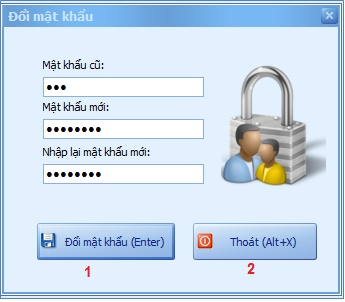 Đổi mật khẩu
Mật khẩu cũ:
●●●
Mật khẩu mới:
●●●●●●●●
Nhập lại mật khẩu mới:
●●●●●●●●
Đổi mật khẩu (Enter) Thoát (Alt+X)
1 2